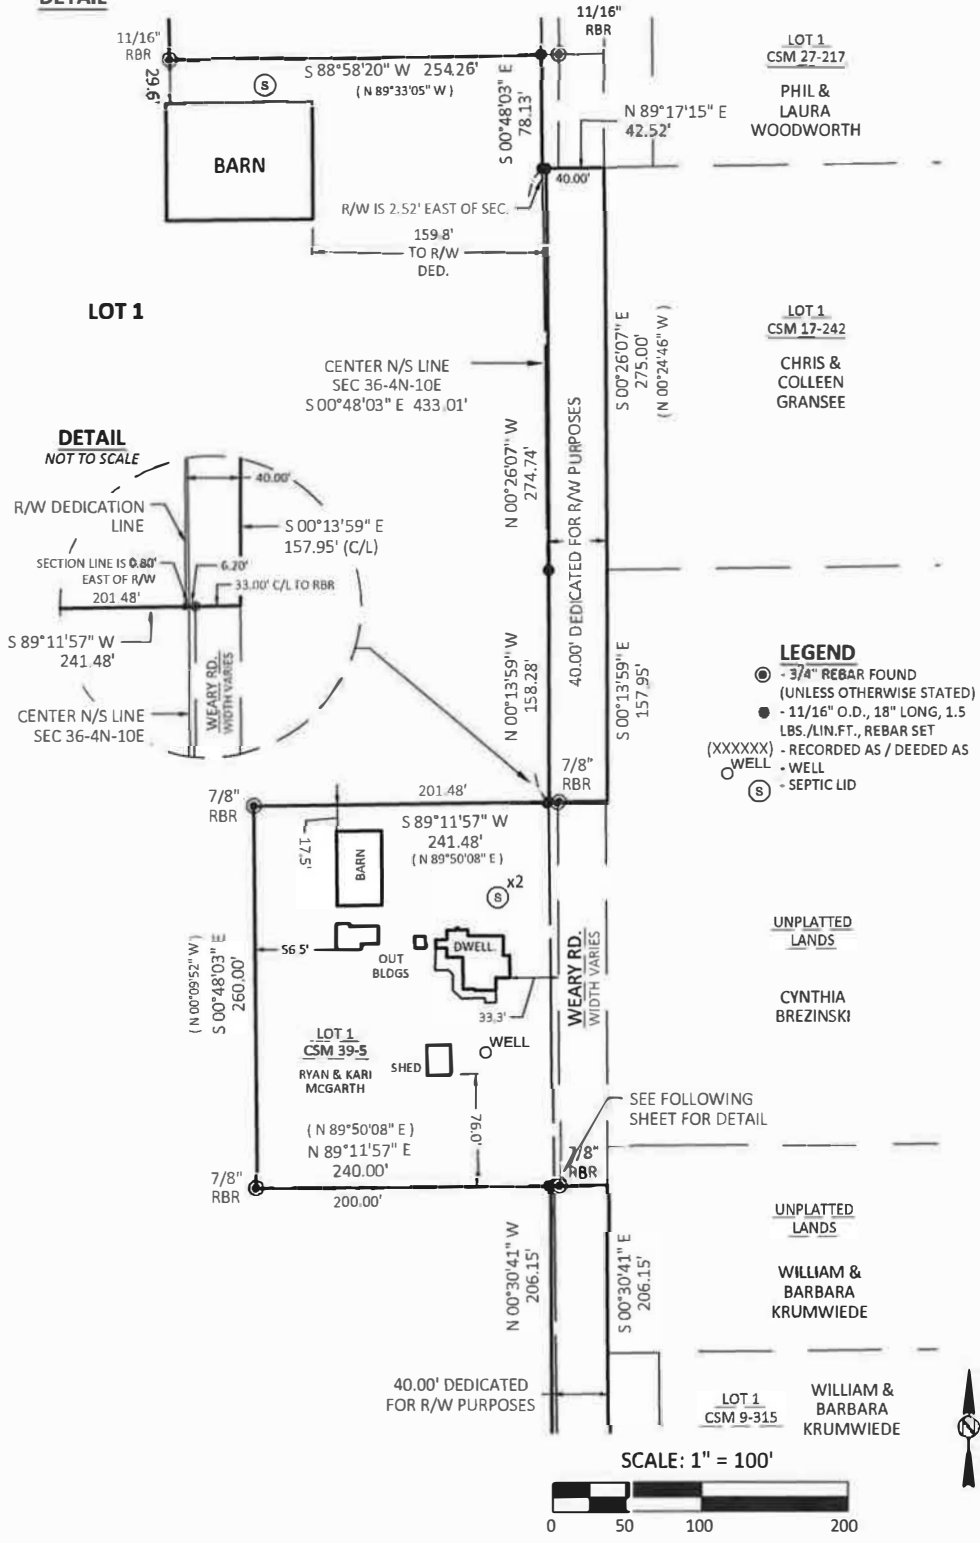 DETAIL
11/16"
RBR
29.6'
S 88°58'20" W 254.26'
( N 89°33'05" W )
S
BARN
11/16"
RBR
S 00°48'03" E
78.13'
N 89°17'15" E
42.52'
40.00'
R/W IS 2.52' EAST OF SEC.
159.8'
TO R/W
DED.
LOT 1
CSM 27-217
PHIL &
LAURA
WOODWORTH
LOT 1
CENTER N/S LINE
SEC 36-4N-10E
S 00°48'03" E 433.01'
S 00°26'07" E
275.00'
( N 00°24'46" W )
N 00°26'07" W
274.74'
40.00' DEDICATED FOR R/W PURPOSES
LOT 1
CSM 17-242
CHRIS &
COLLEEN
GRANSEE
DETAIL
NOT TO SCALE
40.00'
R/W DEDICATION
LINE
S 00°13'59" E
157.95' (C/L)
SECTION LINE IS 0.80'
EAST OF R/W
6.20'
33.00' C/L TO RBR
201.48'
S 89°11'57" W
241.48'
WEARY RD.
WIDTH VARIES
CENTER N/S LINE
SEC 36-4N-10E
N 00°13'59" W
158.28'
S 00°13'59" E
157.95'
LEGEND
- 3/4" REBAR FOUND
(UNLESS OTHERWISE STATED)
- 11/16" O.D., 18" LONG, 1.5
LBS./LIN.FT., REBAR SET
(XXXXXX) - RECORDED AS / DEEDED AS
WELL - WELL
S - SEPTIC LID
7/8"
RBR
7/8"
RBR
201.48'
S 89°11'57" W
241.48'
( N 89°50'08" E )
17.5'
BARN
S x2
56.5'
OUT
BLDGS
DWELL.
33.3'
( N 00°09'52" W )
S 00°48'03" E
260.00'
WEARY RD.
WIDTH VARIES
UNPLATTED
LANDS
CYNTHIA
BREZINSKI
LOT 1
CSM 39-5
RYAN & KARI
MCGARTH
SHED
WELL
76.0'
SEE FOLLOWING
SHEET FOR DETAIL
( N 89°50'08" E )
N 89°11'57" E
240.00'
7/8"
RBR
7/8"
RBR
200.00'
N 00°30'41" W
206.15'
S 00°30'41" E
206.15'
UNPLATTED
LANDS
WILLIAM &
BARBARA
KRUMWIEDE
40.00' DEDICATED
FOR R/W PURPOSES
LOT 1
CSM 9-315
WILLIAM &
BARBARA
KRUMWIEDE
N
SCALE: 1" = 100'
0 50 100 200